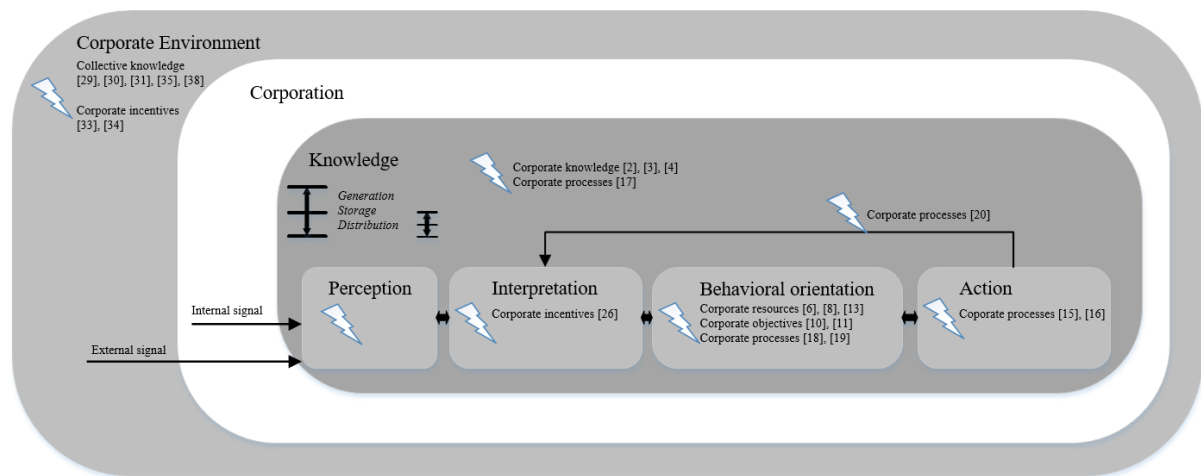 Corporate Environment
Collective knowledge
[29], [30], [31], [35], [38]
Corporate incentives
[33], [34]
Corporation
Knowledge
Generation
Storage
Distribution
Corporate knowledge [2], [3], [4]
Corporate processes [17]
Corporate processes [20]
Internal signal
External signal
Perception
Interpretation
Corporate incentives [26]
Behavioral orientation
Corporate resources [6], [8], [13]
Corporate objectives [10], [11]
Corporate processes [18], [19]
Action
Coporate processes [15], [16]